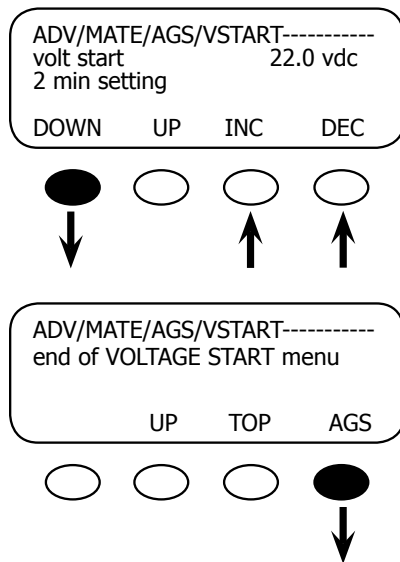 ADV/MATE/AGS/VSTART-----------
volt start 22.0 vdc
2 min setting
DOWN UP INC DEC
ADV/MATE/AGS/VSTART-----------
end of VOLTAGE START menu
UP TOP AGS